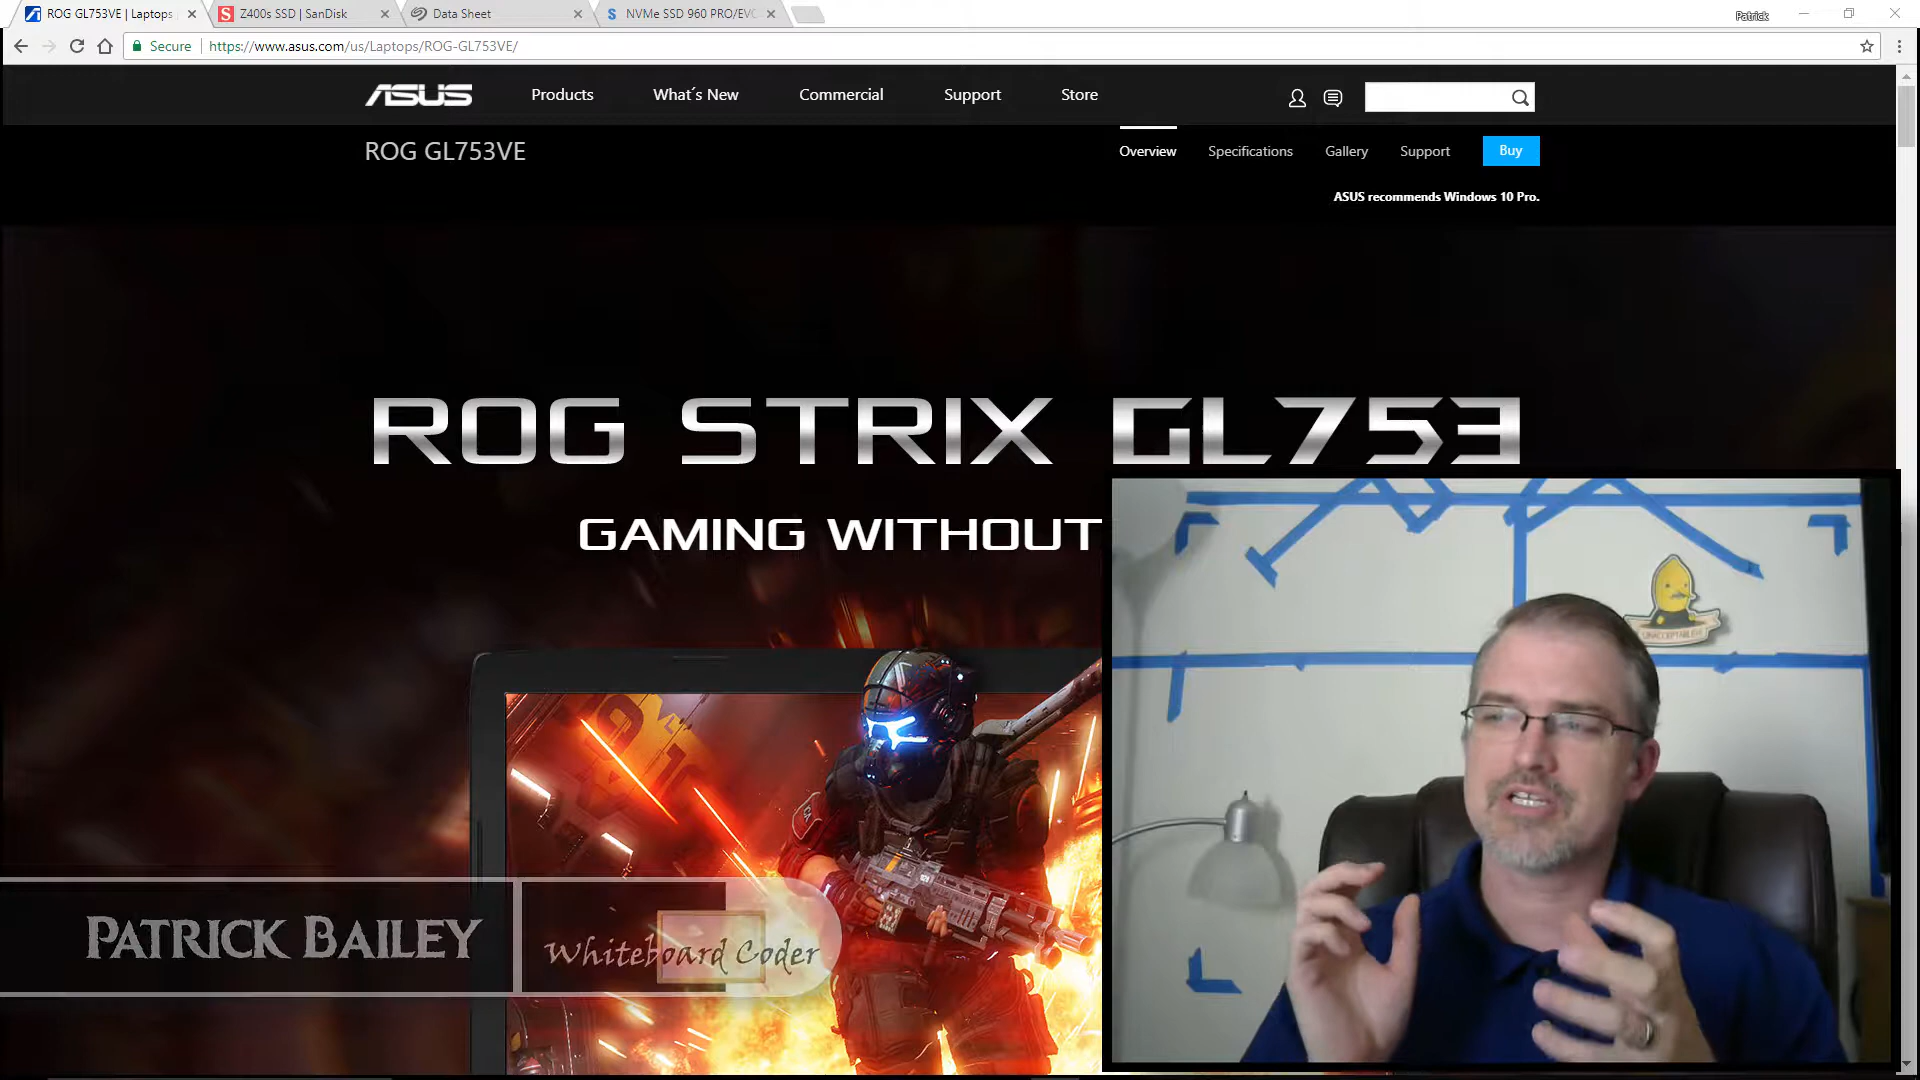 ROG GL753VE | Laptops
Z400s SSD | SanDisk
Data Sheet
NVMe SSD 960 PRO/EVO
Patrick
Secure
https://www.asus.com/us/Laptops/ROG-GL753VE/
ASUS
Products
What´s New
Commercial
Support
Store
ROG GL753VE
Overview
Specifications
Gallery
Support
Buy
ASUS recommends Windows 10 Pro.
ROG STRIX GL753
GAMING WITHOUT
UNACCEPTABLE!
Patrick Bailey
Whiteboard Coder